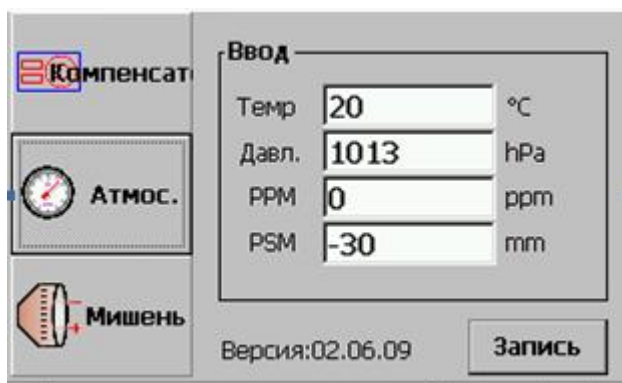 Компенсат
Атмос.
Мишень
Ввод
Темп 20 °C
Давл. 1013 hPa
PPM 0 ppm
PSM -30 mm
Версия:02.06.09
Запись